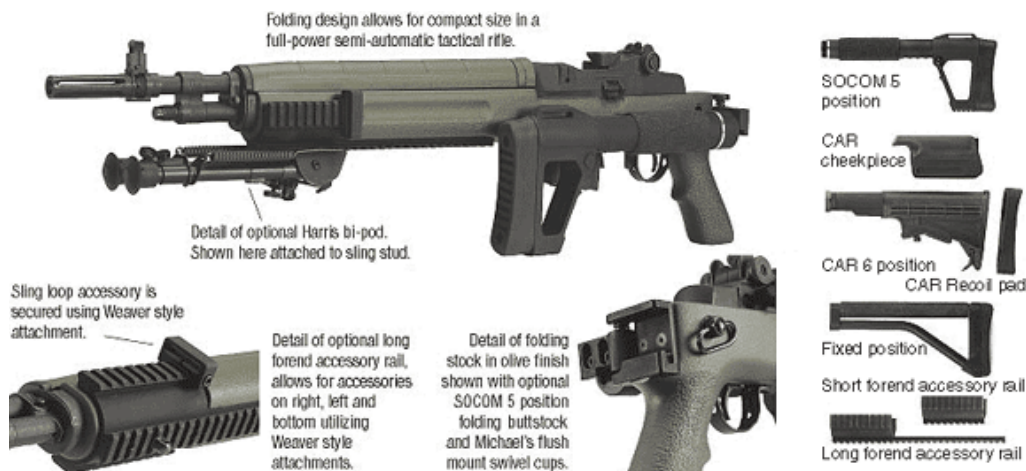 Folding design allows for compact size in a
full-power semi-automatic tactical rifle.
Detail of optional Harris bi-pod.
Shown here attached to sling stud.
Sling loop accessory is
secured using Weaver style
attachment.
Detail of optional long
forend accessory rail,
allows for accessories
on right, left and
bottom utilizing
Weaver style
attachments.
Detail of folding
stock in olive finish
shown with optional
SOCOM 5 position
folding buttstock
and Michael's flush
mount swivel cups.
SOCOM 5
position
CAR
cheekpiece
CAR 6 position
CAR Recoil pad
Fixed position
Short forend accessory rail
Long forend accessory rail